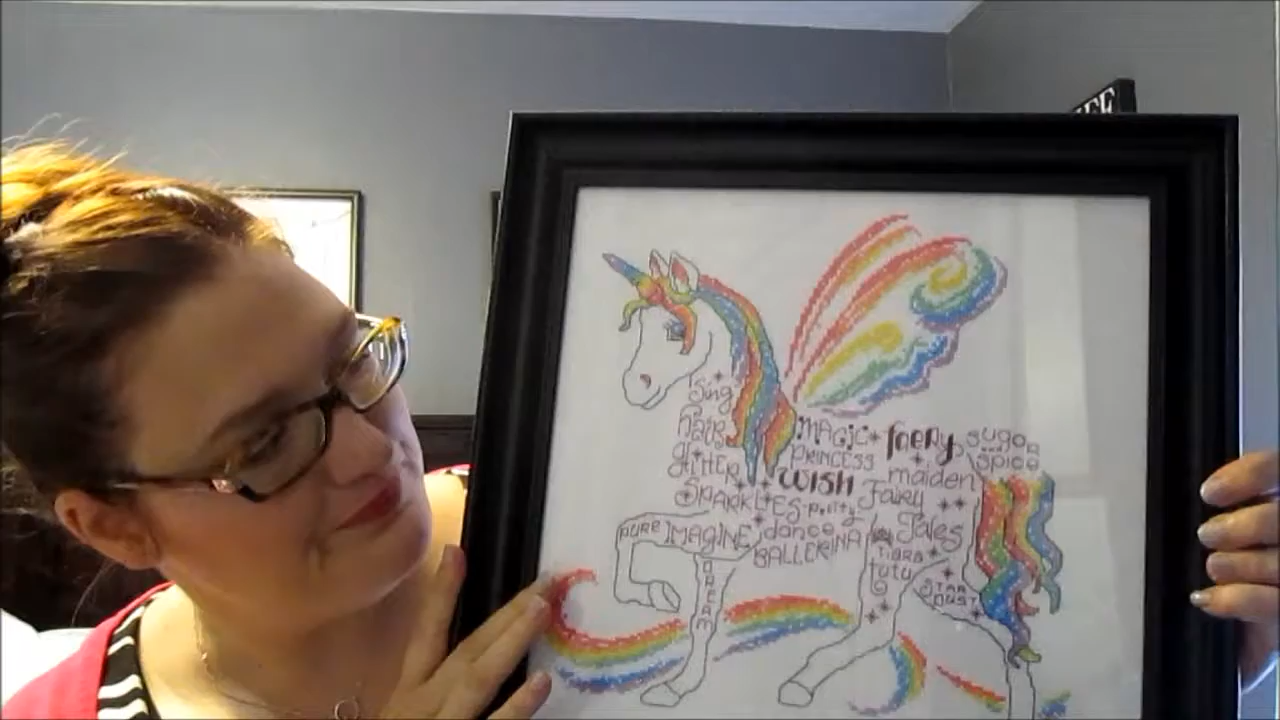 Sing
hair
MAGIC faery sugar
and
spice
glitter PRINCESS maiden
WISH
SPARKLES pretty Fairy
PURE IMAGINE dance Tales
BALLERINA TIARA
tutu
DREAM
STAR
DUST